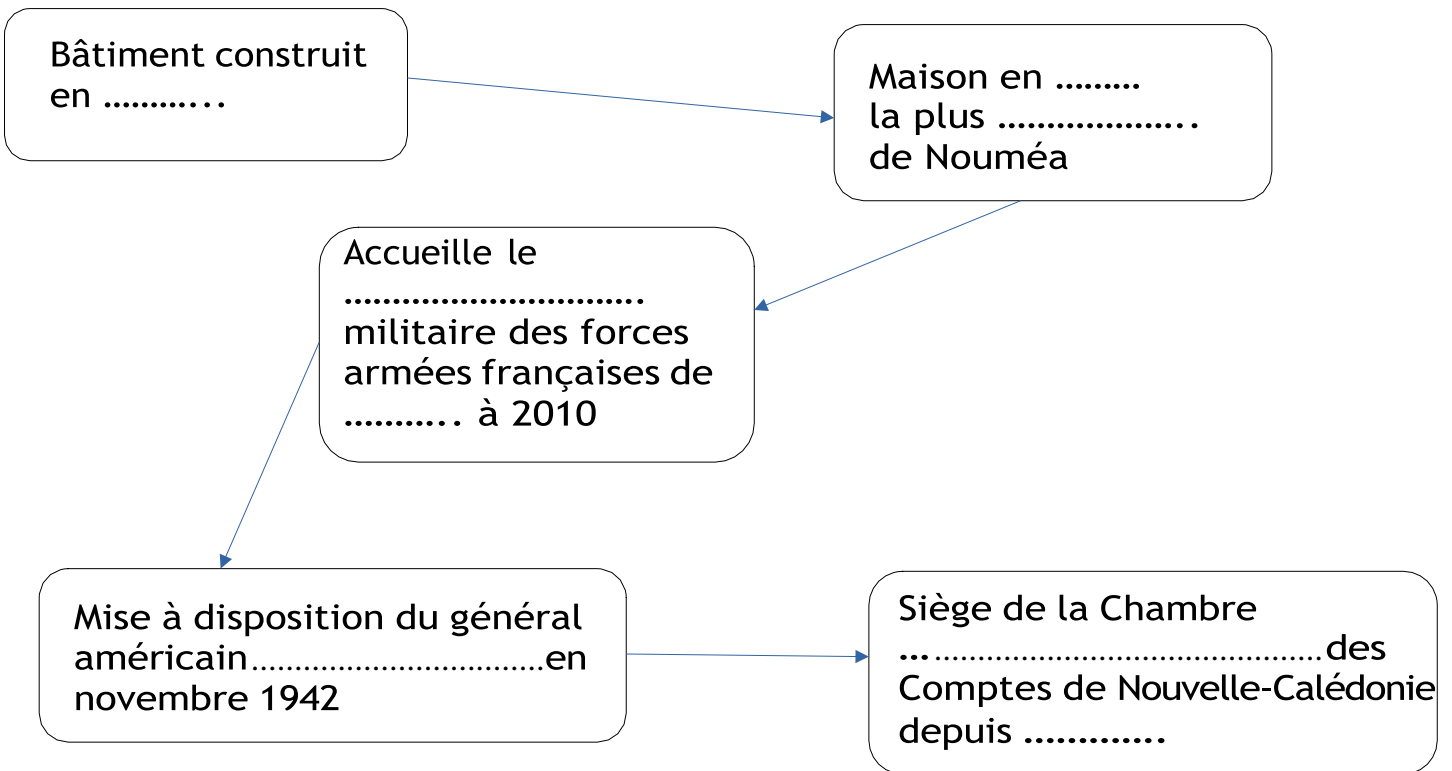 Bâtiment construit
en ………...
Maison en ………
la plus ………………..
de Nouméa
Accueille le
………………………….
militaire des forces
armées françaises de
……….. à 2010
Mise à disposition du général
américain……………………………en
novembre 1942
Siège de la Chambre
...………………………………………des
Comptes de Nouvelle-Calédonie
depuis ………….